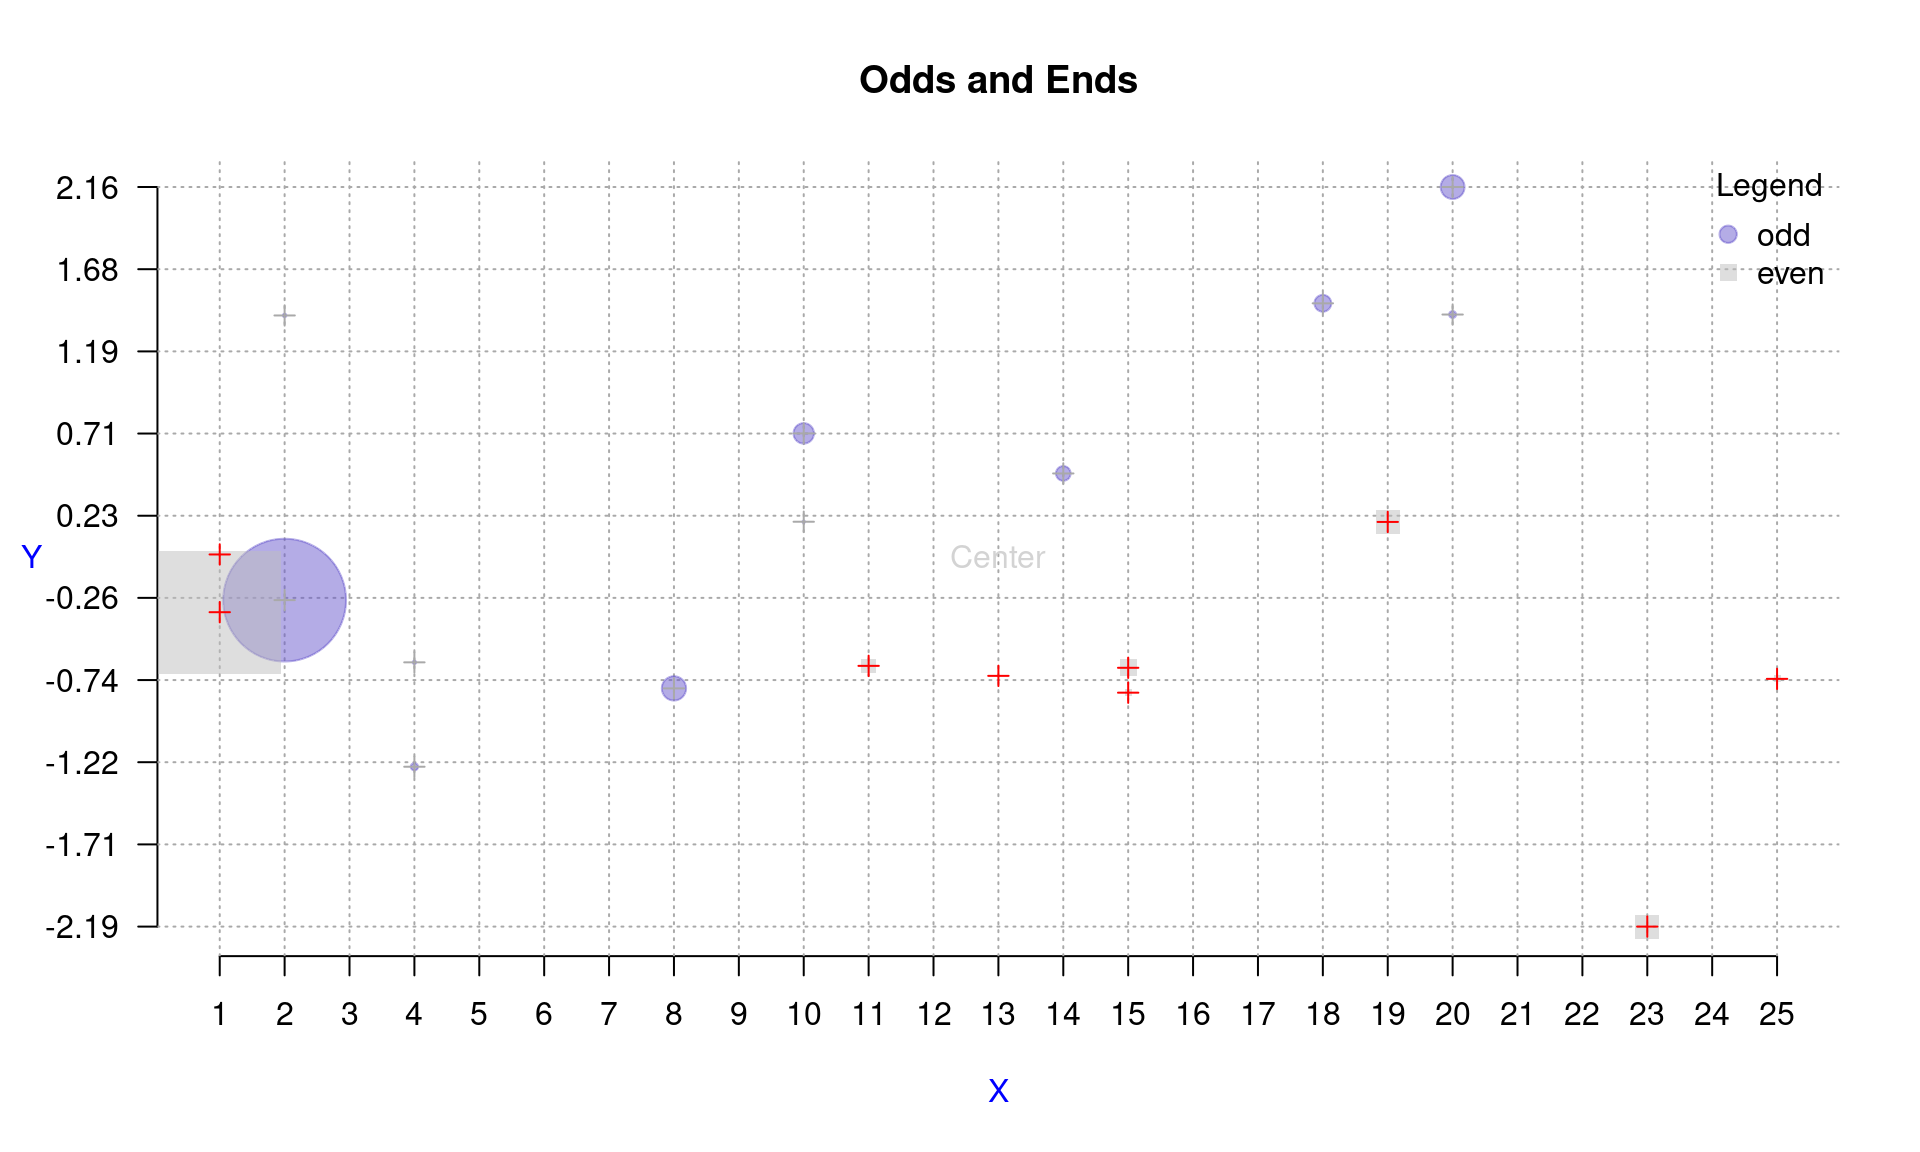 Odds and Ends
Legend
odd
even
2.16
1.68
1.19
0.71
0.23
-0.26
-0.74
-1.22
-1.71
-2.19
Y
Center
1 2 3 4 5 6 7 8 9 10 11 12 13 14 15 16 17 18 19 20 21 22 23 24 25
X